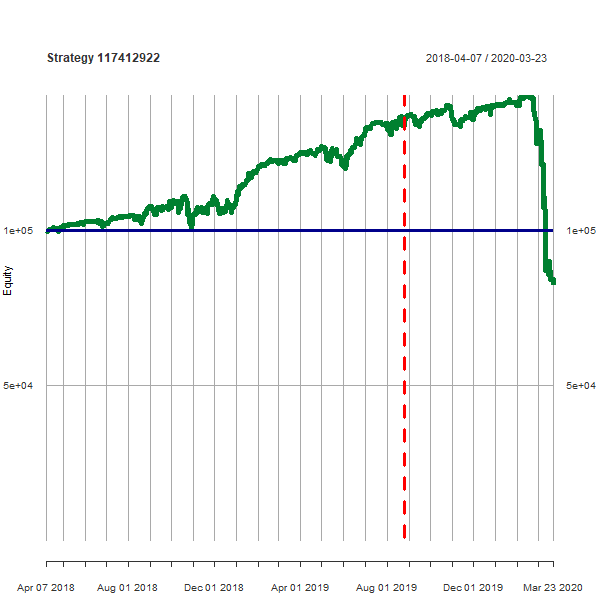 Strategy 117412922
2018-04-07 / 2020-03-23
1e+05
1e+05
Equity
5e+04
5e+04
Apr 07 2018
Aug 01 2018
Dec 01 2018
Apr 01 2019
Aug 01 2019
Dec 01 2019
Mar 23 2020